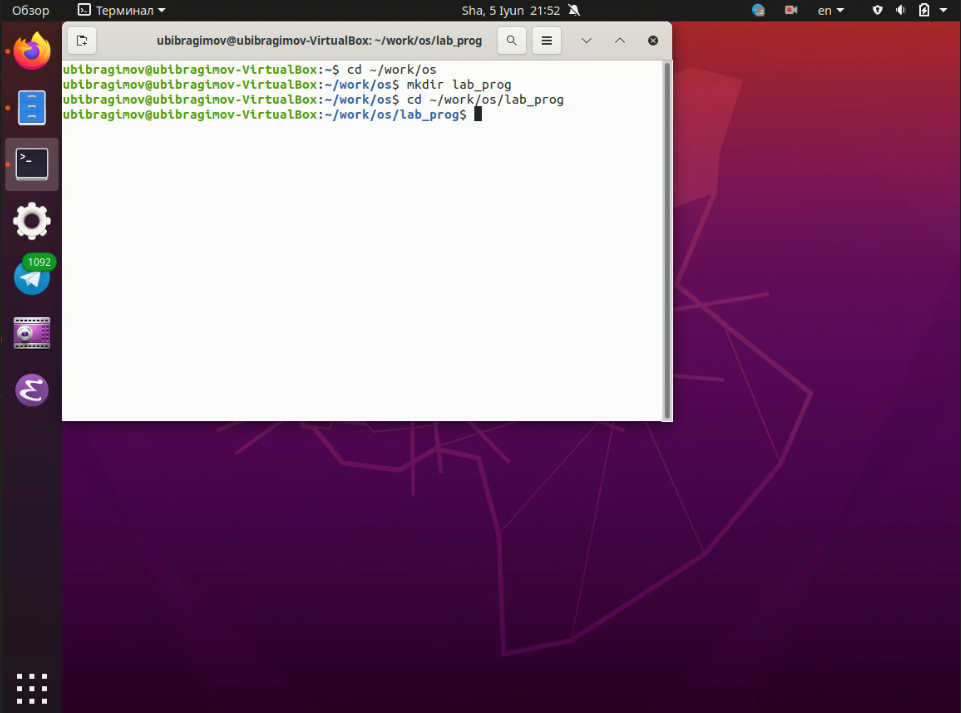 Обзор Терминал Sha, 5 Iyun 21:52 en
ubibragimov@ubibragimov-VirtualBox: ~/work/os/lab_prog
ubibragimov@ubibragimov-VirtualBox:~$ cd ~/work/os
ubibragimov@ubibragimov-VirtualBox:~/work/os$ mkdir lab_prog
ubibragimov@ubibragimov-VirtualBox:~/work/os$ cd ~/work/os/lab_prog
ubibragimov@ubibragimov-VirtualBox:~/work/os/lab_prog$
1092